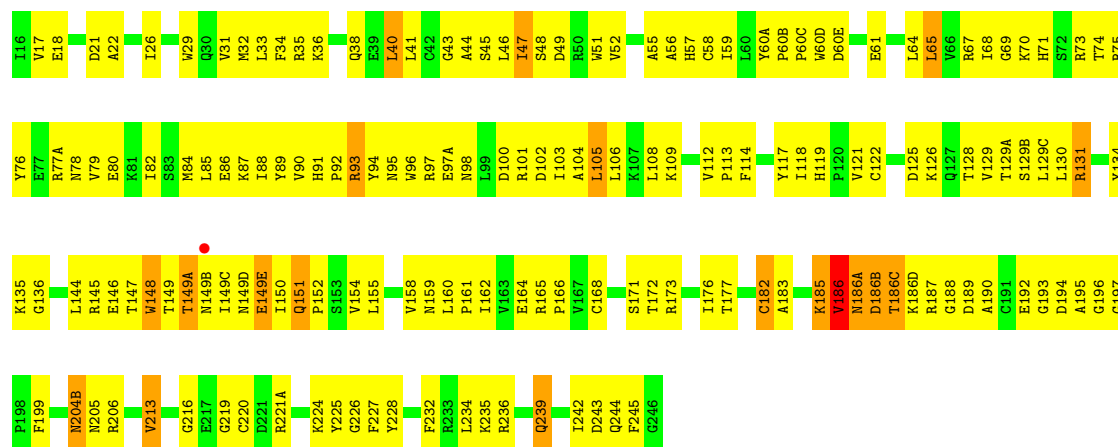 I16 V17 E18 D21 A22 I26 W29 Q30 V31 M32 L33 F34 R35 K36 Q38 E39 L40 L41 C42 G43 A44 S45 L46 I47 S48 D49 R50 W51 V52 A55 A56 H57 C58 I59 L60 Y60A P60B P60C W60D D60E E61 L64 L65 V66 R67 I68 G69 K70 H71 S72 R73 T74 R75
Y76 E77 R77A N78 V79 E80 K81 I82 S83 M84 L85 E86 K87 I88 Y89 V90 H91 P92 R93 Y94 N95 W96 R97 E97A N98 L99 D100 R101 D102 I103 A104 L105 L106 K107 L108 K109 V112 P113 F114 Y117 I118 H119 P120 V121 C122 D125 K126 Q127 T128 V129 T129A S129B L129C L130 R131 Y134
K135 G136 L144 R145 E146 T147 W148 T149 T149A N149B I149C N149D E149E I150 Q151 P152 S153 V154 L155 V158 N159 L160 P161 I162 V163 E164 R165 P166 V167 C168 S171 T172 R173 I176 T177 C182 A183 K185 V186 N186A D186B T186C K186D R187 G188 D189 A190 C191 E192 G193 D194 A195 G196 G197
P198 F199 N204B N205 R206 V213 G216 E217 G219 C220 D221 R221A K224 Y225 G226 F227 Y228 F232 R233 L234 K235 R236 Q239 I242 D243 Q244 F245 G246